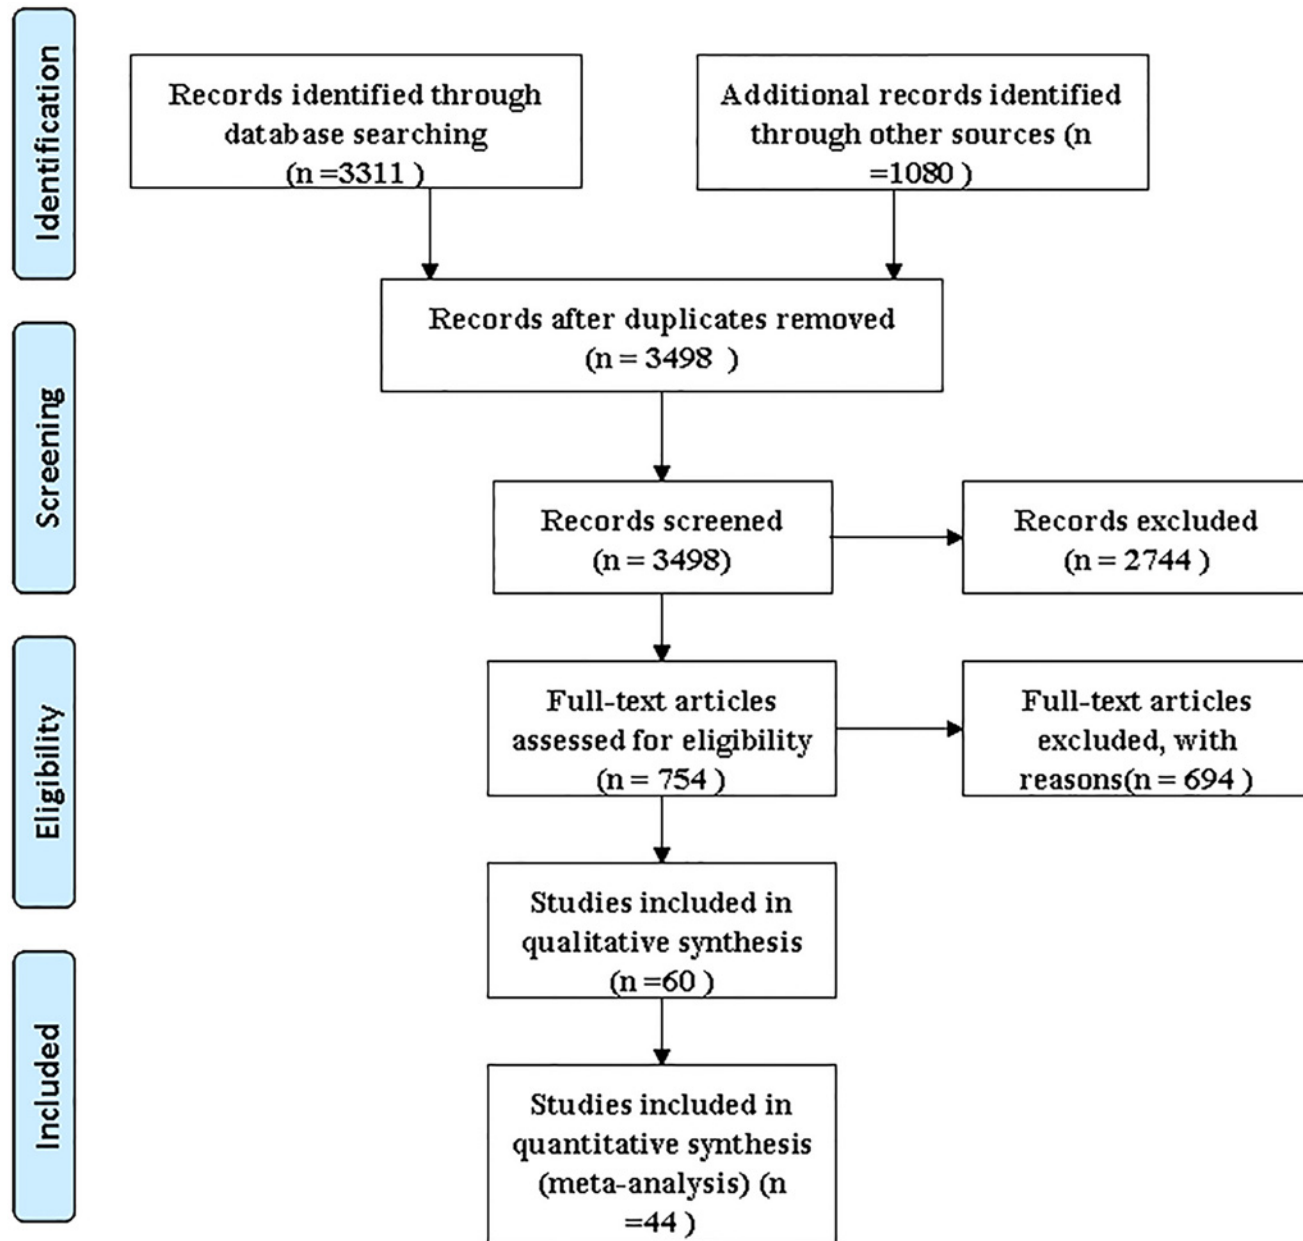 Identification
Records identified through
database searching
(n =3311 )
Additional records identified
through other sources (n
=1080 )
Records after duplicates removed
(n = 3498  )
Screening
Records screened
(n = 3498)
Records excluded
(n = 2744 )
Eligibility
Full-text articles
assessed for eligibility
(n = 754 )
Full-text articles
excluded, with
reasons(n = 694 )
Studies included in
qualitative synthesis
(n =60 )
Included
Studies included in
quantitative synthesis
(meta-analysis) (n
=44 )